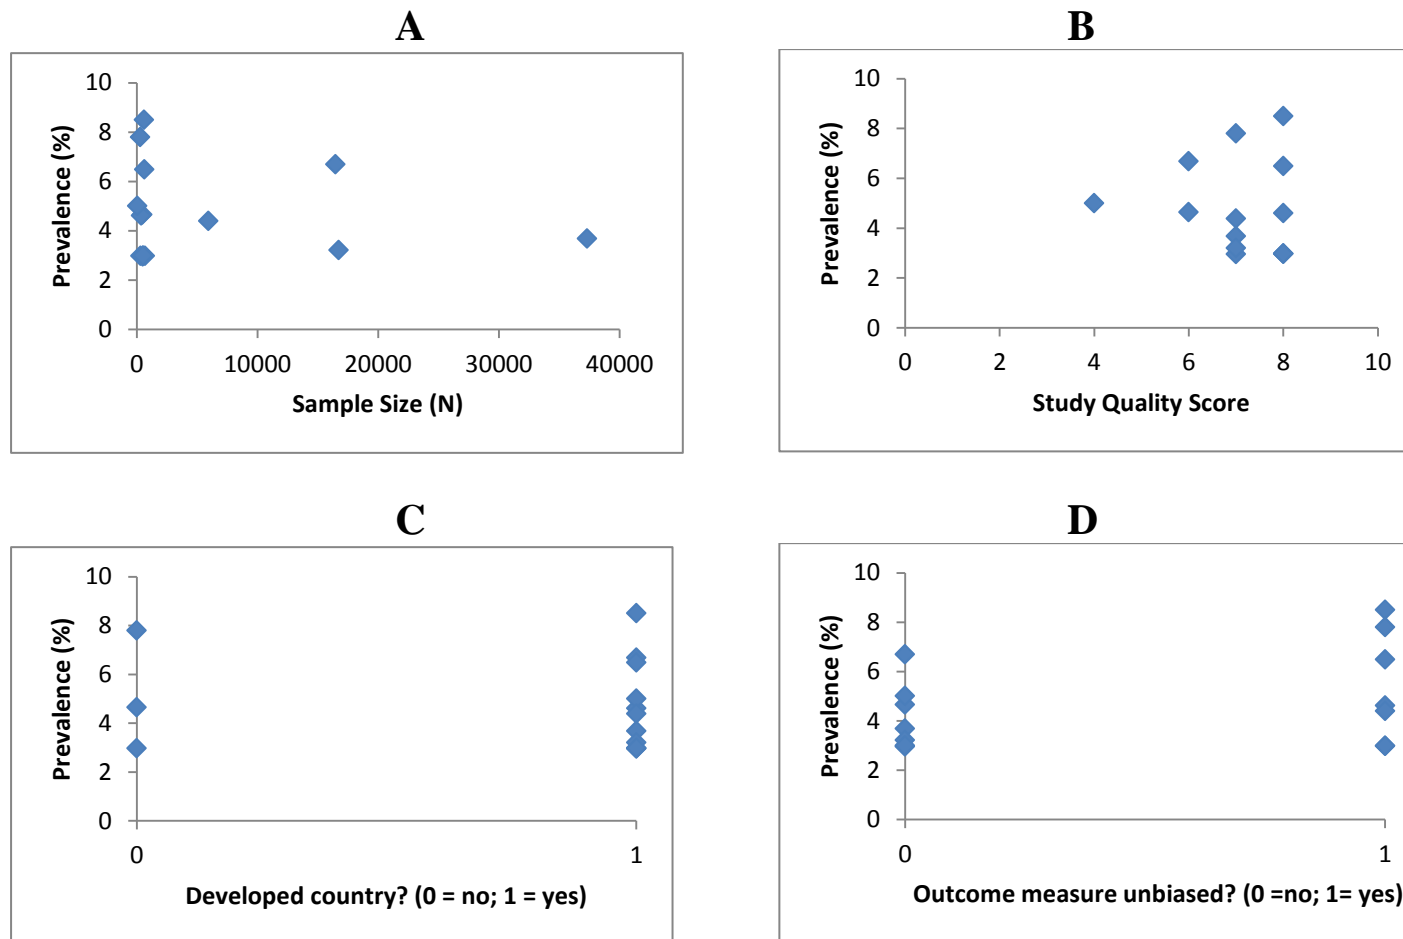 A
10
8
6
4
2
0
Prevalence (%)
0 10000 20000 30000 40000
Sample Size (N)
B
10
8
6
4
2
0
Prevalence (%)
0 2 4 6 8 10
Study Quality Score
C
10
8
6
4
2
0
Prevalence (%)
0 1
Developed country? (0 = no; 1 = yes)
D
10
8
6
4
2
0
Prevalence (%)
0 1
Outcome measure unbiased? (0 =no; 1= yes)